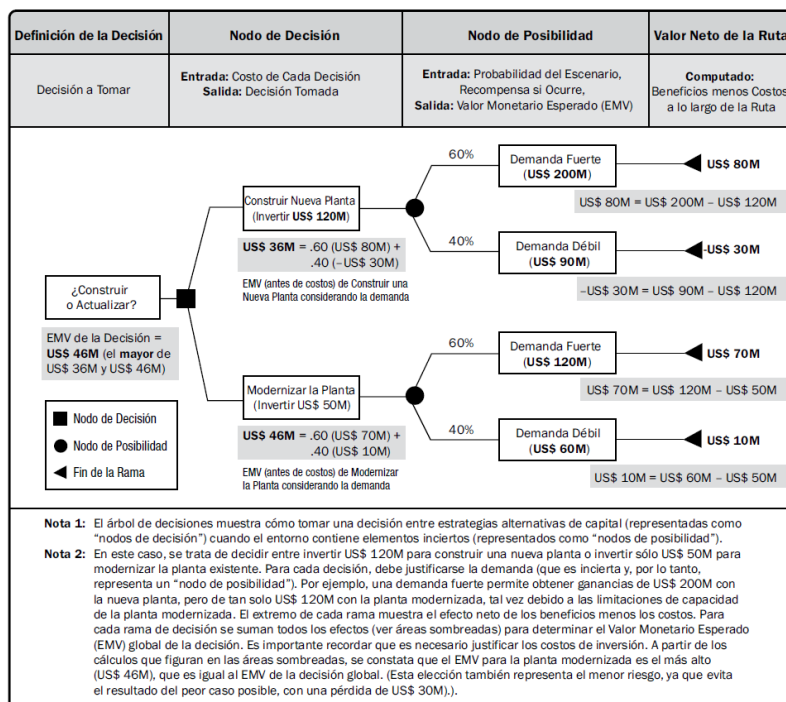 Definición de la Decisión
Nodo de Decisión
Nodo de Posibilidad
Valor Neto de la Ruta
Decisión a Tomar
Entrada: Costo de Cada Decisión
Salida: Decisión Tomada
Entrada: Probabilidad del Escenario,
Recompensa si Ocurre,
Salida: Valor Monetario Esperado (EMV)
Computado:
Beneficios menos Costos
a lo largo de la Ruta
¿Construir
o Actualizar?
EMV de la Decisión =
US$ 46M (el mayor de
US$ 36M y US$ 46M)
Construir Nueva Planta
(Invertir US$ 120M)
US$ 36M = .60 (US$ 80M) +
.40 (–US$ 30M)
EMV (antes de costos) de Construir una
Nueva Planta considerando la demanda
60%
Demanda Fuerte
(US$ 200M)
US$ 80M
US$ 80M = US$ 200M – US$ 120M
40%
Demanda Débil
(US$ 90M)
-US$ 30M
–US$ 30M = US$ 90M – US$ 120M
Modernizar la Planta
(Invertir US$ 50M)
US$ 46M = .60 (US$ 70M) +
.40 (US$ 10M)
EMV (antes de costos) de Modernizar
la Planta considerando la demanda
60%
Demanda Fuerte
(US$ 120M)
US$ 70M
US$ 70M = US$ 120M – US$ 50M
40%
Demanda Débil
(US$ 60M)
US$ 10M
US$ 10M = US$ 60M – US$ 50M
Nodo de Decisión
Nodo de Posibilidad
Fin de la Rama
Nota 1: El árbol de decisiones muestra cómo tomar una decisión entre estrategias alternativas de capital (representadas como
“nodos de decisión”) cuando el entorno contiene elementos inciertos (representados como “nodos de posibilidad”).
Nota 2: En este caso, se trata de decidir entre invertir US$ 120M para construir una nueva planta o invertir sólo US$ 50M para
modernizar la planta existente. Para cada decisión, debe justificarse la demanda (que es incierta y, por lo tanto,
representa un “nodo de posibilidad”). Por ejemplo, una demanda fuerte permite obtener ganancias de US$ 200M con
la nueva planta, pero de tan solo US$ 120M con la planta modernizada, tal vez debido a las limitaciones de capacidad
de la planta modernizada. El extremo de cada rama muestra el efecto neto de los beneficios menos los costos. Para
cada rama de decisión se suman todos los efectos (ver áreas sombreadas) para determinar el Valor Monetario Esperado
(EMV) global de la decisión. Es importante recordar que es necesario justificar los costos de inversión. A partir de los
cálculos que figuran en las áreas sombreadas, se constata que el EMV para la planta modernizada es el más alto
(US$ 46M), que es igual al EMV de la decisión global. (Esta elección también representa el menor riesgo, ya que evita
el resultado del peor caso posible, con una pérdida de US$ 30M).).